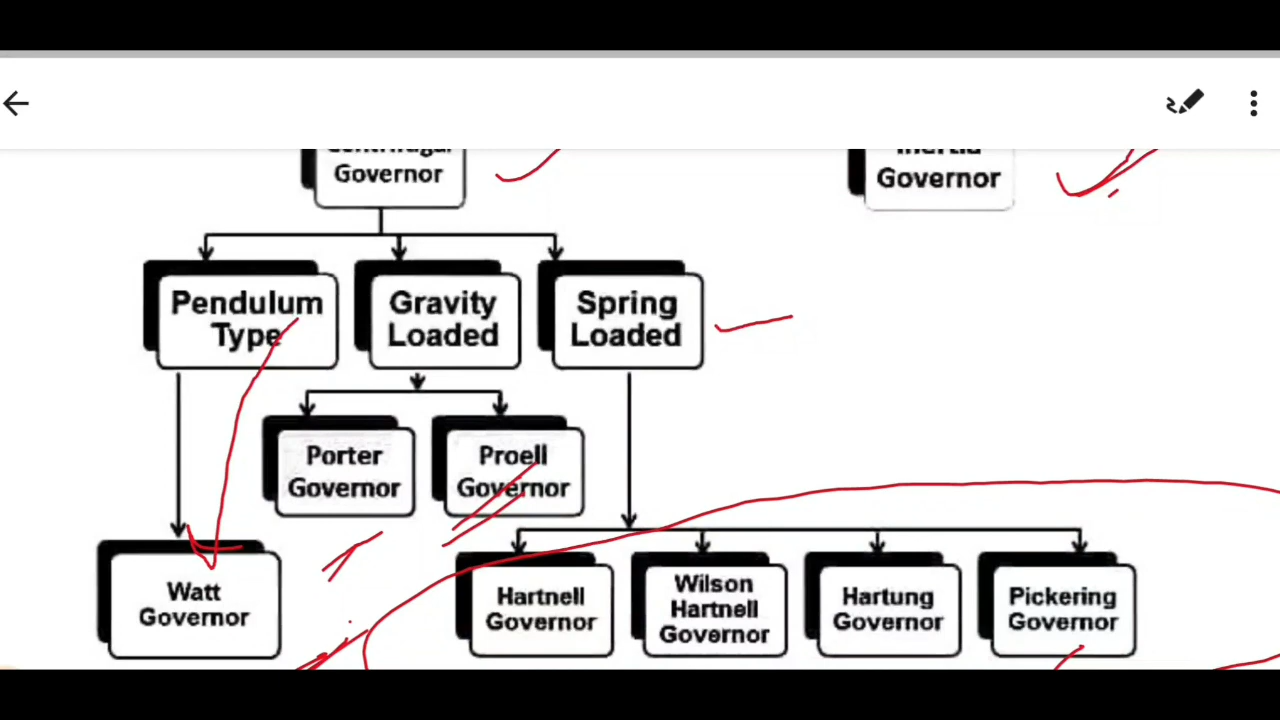 Centrifugal
Governor
Inertia
Governor
Pendulum
Type
Gravity
Loaded
Spring
Loaded
Porter
Governor
Proell
Governor
Watt
Governor
Hartnell
Governor
Wilson
Hartnell
Governor
Hartung
Governor
Pickering
Governor